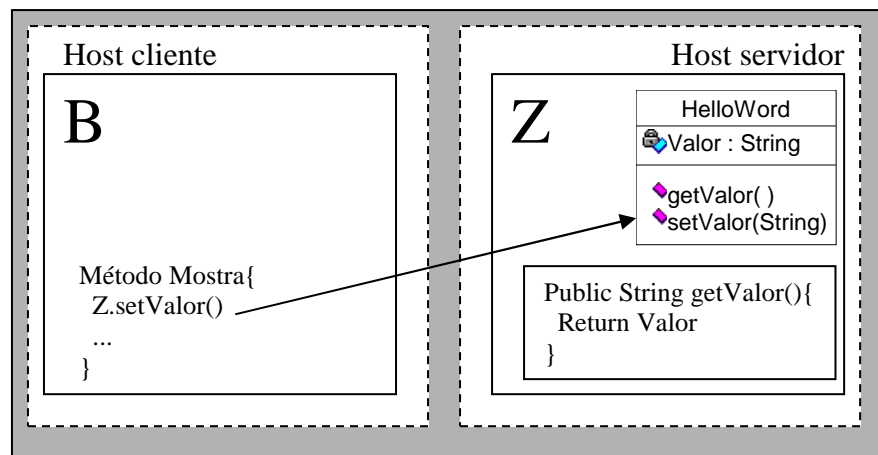 Host cliente
B
Método Mostra{
Z.setValor()
...
}
Host servidor
Z
HelloWord
Valor : String
getValor( )
setValor(String)
Public String getValor(){
Return Valor
}